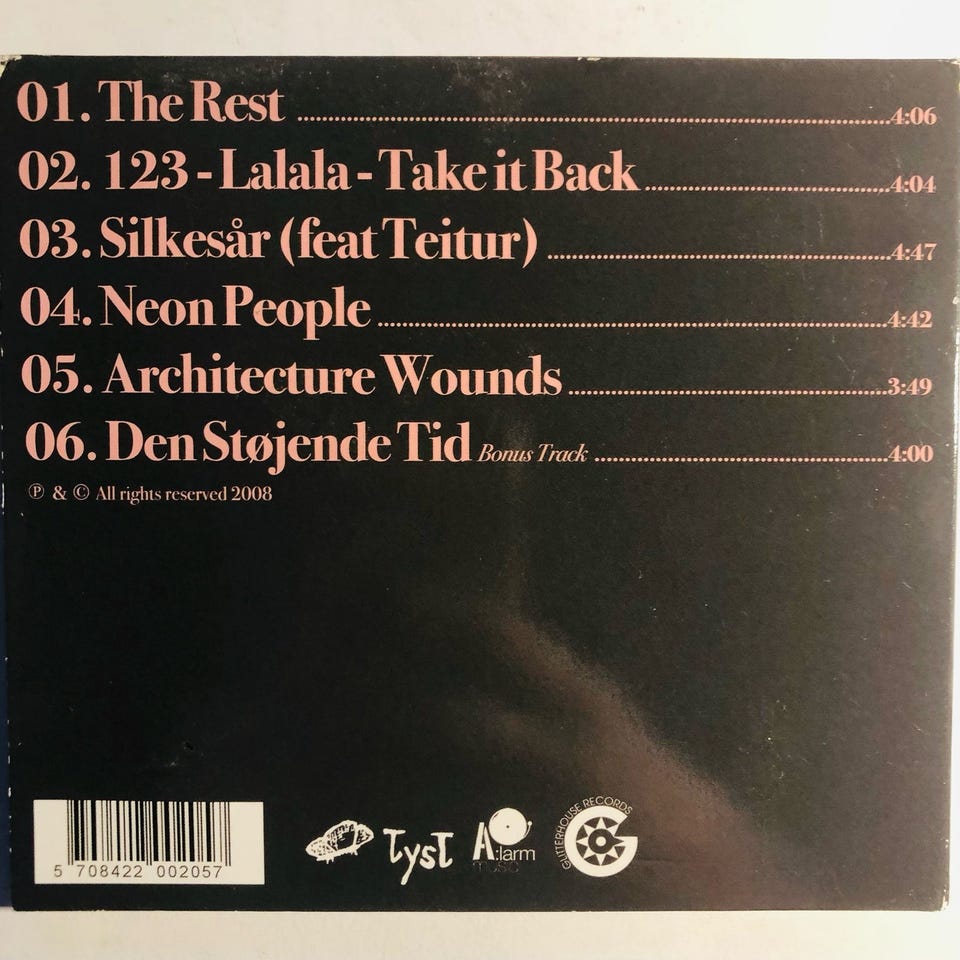 01. The Rest ........ 4:06
02. 123 - Lalala - Take it Back ........ 4:04
03. Silkesår (feat Teitur) ........ 4:47
04. Neon People ........ 4:42
05. Architecture Wounds ........ 3:49
06. Den Støjende Tid Bonus Track ........ 4:00
℗ & © All rights reserved 2008
GUTTERHOUSE RECORDS
G
Tyst
A:larm
music
5 708422 002057